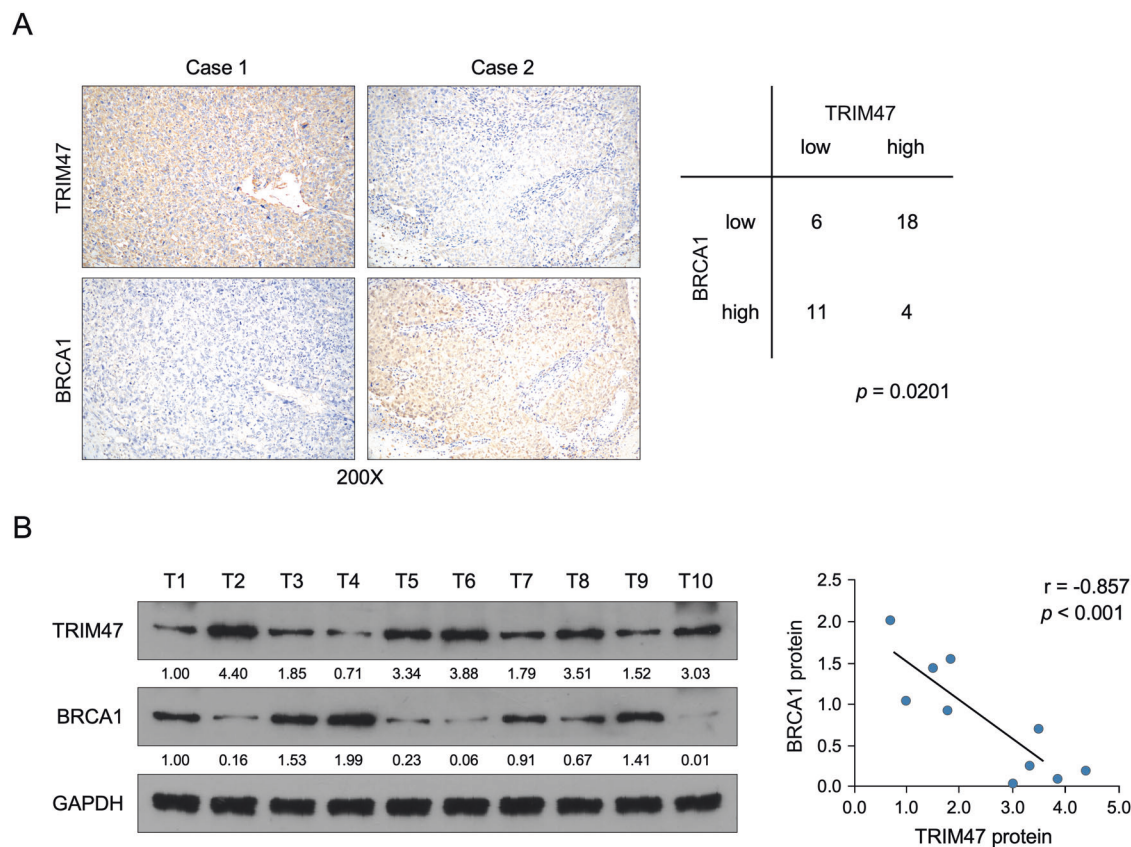 A
Case 1 Case 2
TRIM47
BRCA1
200X
TRIM47
low high
BRCA1
low 6 18
high 11 4
p = 0.0201
B
T1 T2 T3 T4 T5 T6 T7 T8 T9 T10
TRIM47
1.00 4.40 1.85 0.71 3.34 3.88 1.79 3.51 1.52 3.03
BRCA1
1.00 0.16 1.53 1.99 0.23 0.06 0.91 0.67 1.41 0.01
GAPDH
r = -0.857
p < 0.001
BRCA1 protein
2.5
2.0
1.5
1.0
0.5
0.0
0.0 1.0 2.0 3.0 4.0 5.0
TRIM47 protein